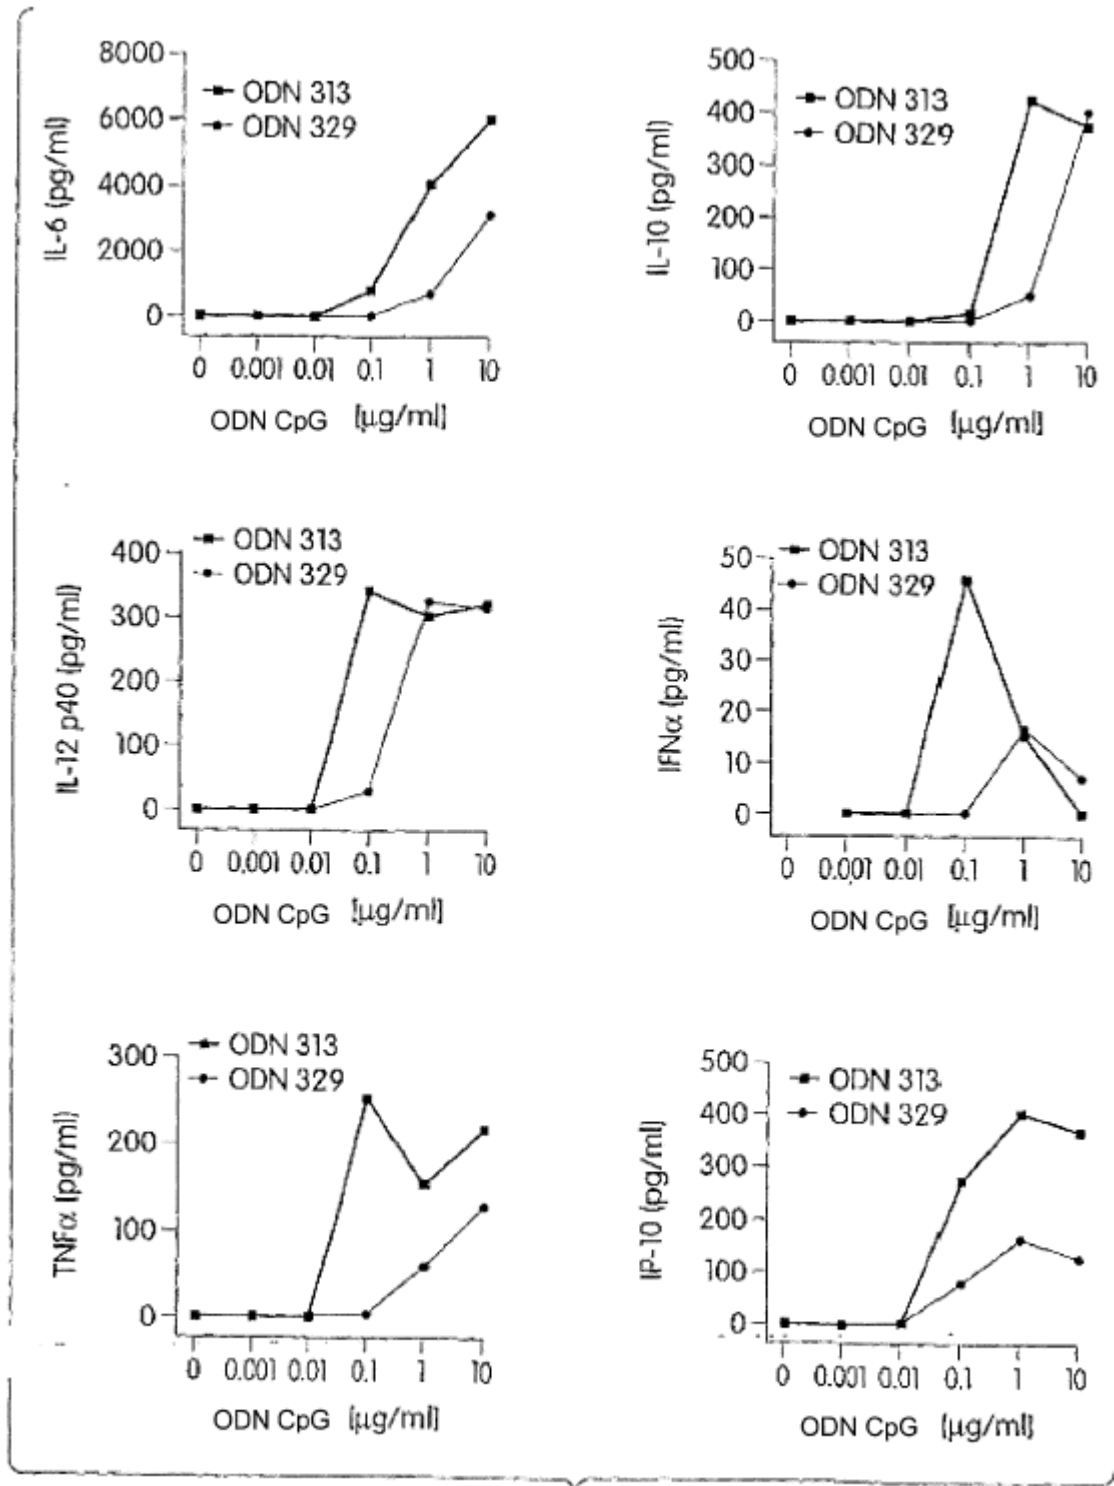 8000
6000
4000
2000
0
IL-6 (pg/ml)
ODN 313
ODN 329
0 0.001 0.01 0.1 1 10
ODN CpG [µg/ml]
500
400
300
200
100
0
IL-10 (pg/ml)
ODN 313
ODN 329
0 0.001 0.01 0.1 1 10
ODN CpG [µg/ml]
400
300
200
100
0
IL-12 p40 (pg/ml)
ODN 313
ODN 329
0 0,001 0.01 0.1 1 10
ODN CpG [µg/ml]
50
40
30
20
10
0
IFNα (pg/ml)
ODN 313
ODN 329
0 0,001 0.01 0.1 1 10
ODN CpG [µg/ml]
300
200
100
0
TNFα (pg/ml)
ODN 313
ODN 329
0 0.001 0.01 0.1 1 10
ODN CpG [µg/ml]
500
400
300
200
100
0
IP-10 (pg/ml)
ODN 313
ODN 329
0 0.001 0.01 0.1 1 10
ODN CpG [µg/ml]